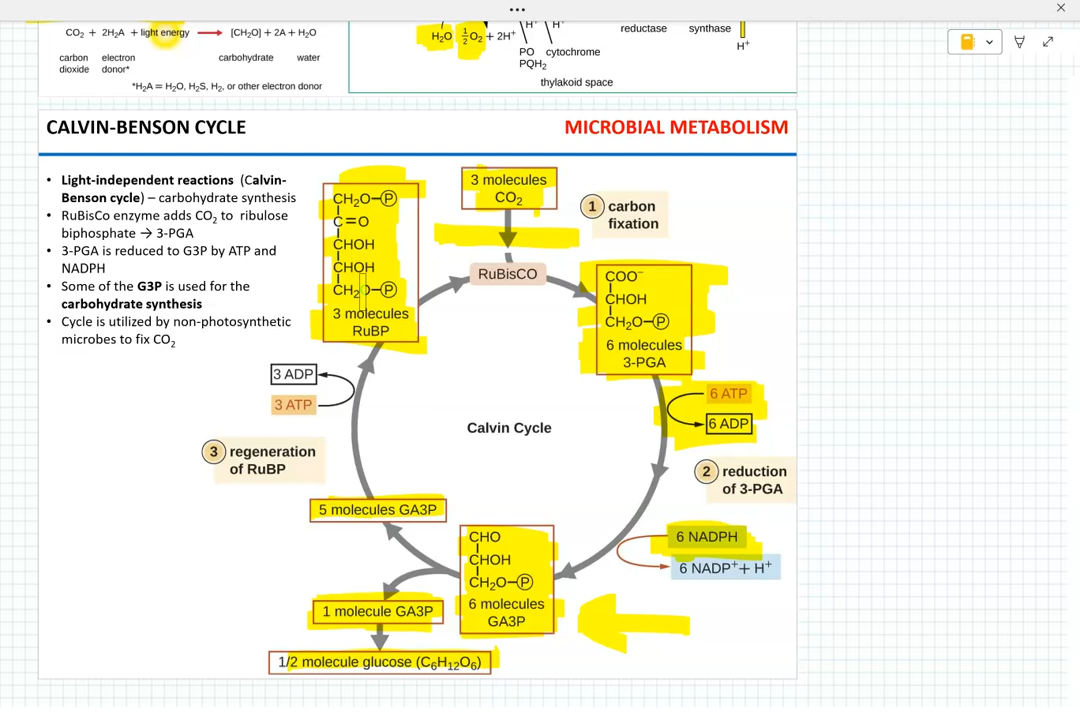 CO₂ + 2H₂A + light energy ⟶ [CH₂O] + 2A + H₂O
carbon dioxide
electron donor*
carbohydrate
water
*H₂A = H₂O, H₂S, H₂, or other electron donor
H₂O ½O₂ + 2H⁺
H⁺ H⁺
PQ cytochrome
PQH₂
reductase
synthase
H⁺
thylakoid space
CALVIN-BENSON CYCLE
MICROBIAL METABOLISM
• Light-independent reactions (Calvin-
Benson cycle) – carbohydrate synthesis
• RuBisCo enzyme adds CO₂ to ribulose
biphosphate → 3-PGA
• 3-PGA is reduced to G3P by ATP and
NADPH
• Some of the G3P is used for the
carbohydrate synthesis
• Cycle is utilized by non-photosynthetic
microbes to fix CO₂
CH₂O–Ⓟ
C=O
CHOH
CHOH
CH₂O–Ⓟ
3 molecules
RuBP
3 molecules
CO₂
1 carbon
fixation
RuBisCO
COO⁻
CHOH
CH₂O–Ⓟ
6 molecules
3-PGA
3 ADP
3 ATP
6 ATP
6 ADP
Calvin Cycle
3 regeneration
of RuBP
2 reduction
of 3-PGA
5 molecules GA3P
6 NADPH
6 NADP⁺+ H⁺
CHO
CHOH
CH₂O–Ⓟ
6 molecules
GA3P
1 molecule GA3P
1/2 molecule glucose (C₆H₁₂O₆)